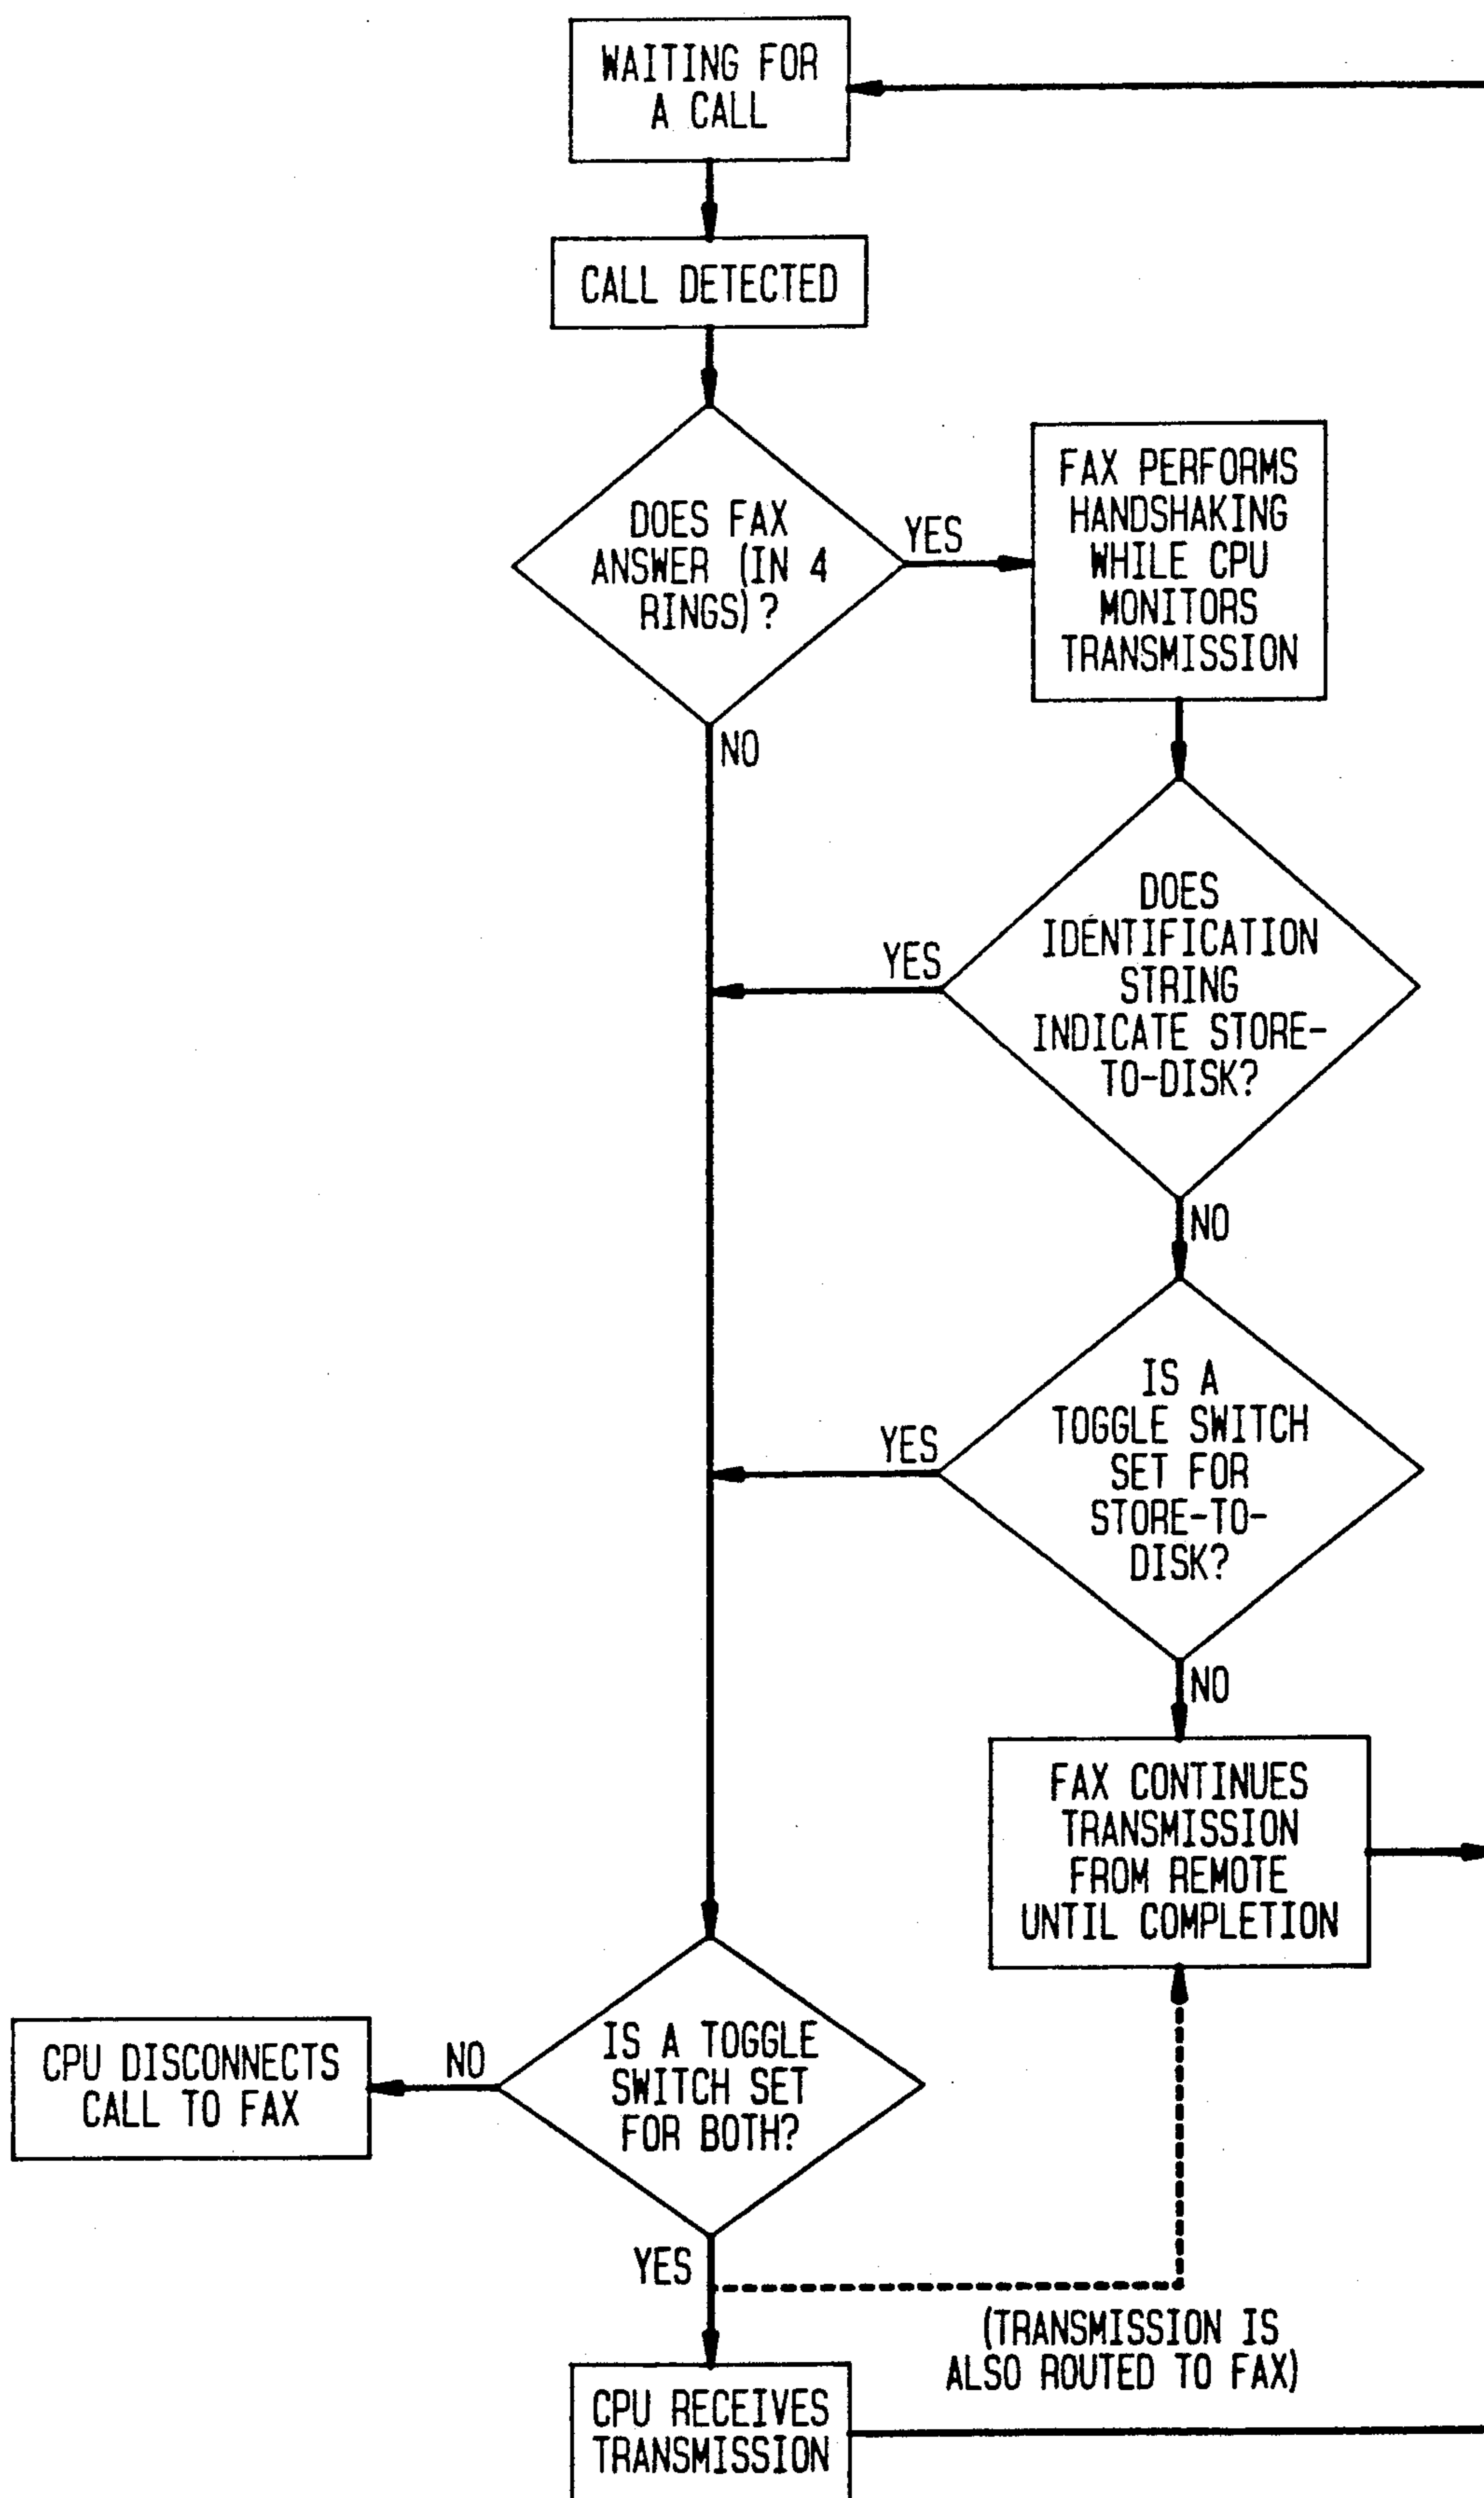 WAITING FOR
A CALL
CALL DETECTED
DOES FAX
ANSWER (IN 4
RINGS)?
YES
NO
FAX PERFORMS
HANDSHAKING
WHILE CPU
MONITORS
TRANSMISSION
DOES
IDENTIFICATION
STRING
INDICATE STORE-
TO-DISK?
YES
NO
IS A
TOGGLE SWITCH
SET FOR
STORE-TO-
DISK?
YES
NO
FAX CONTINUES
TRANSMISSION
FROM REMOTE
UNTIL COMPLETION
IS A TOGGLE
SWITCH SET
FOR BOTH?
NO
CPU DISCONNECTS
CALL TO FAX
YES
(TRANSMISSION IS
ALSO ROUTED TO FAX)
CPU RECEIVES
TRANSMISSION